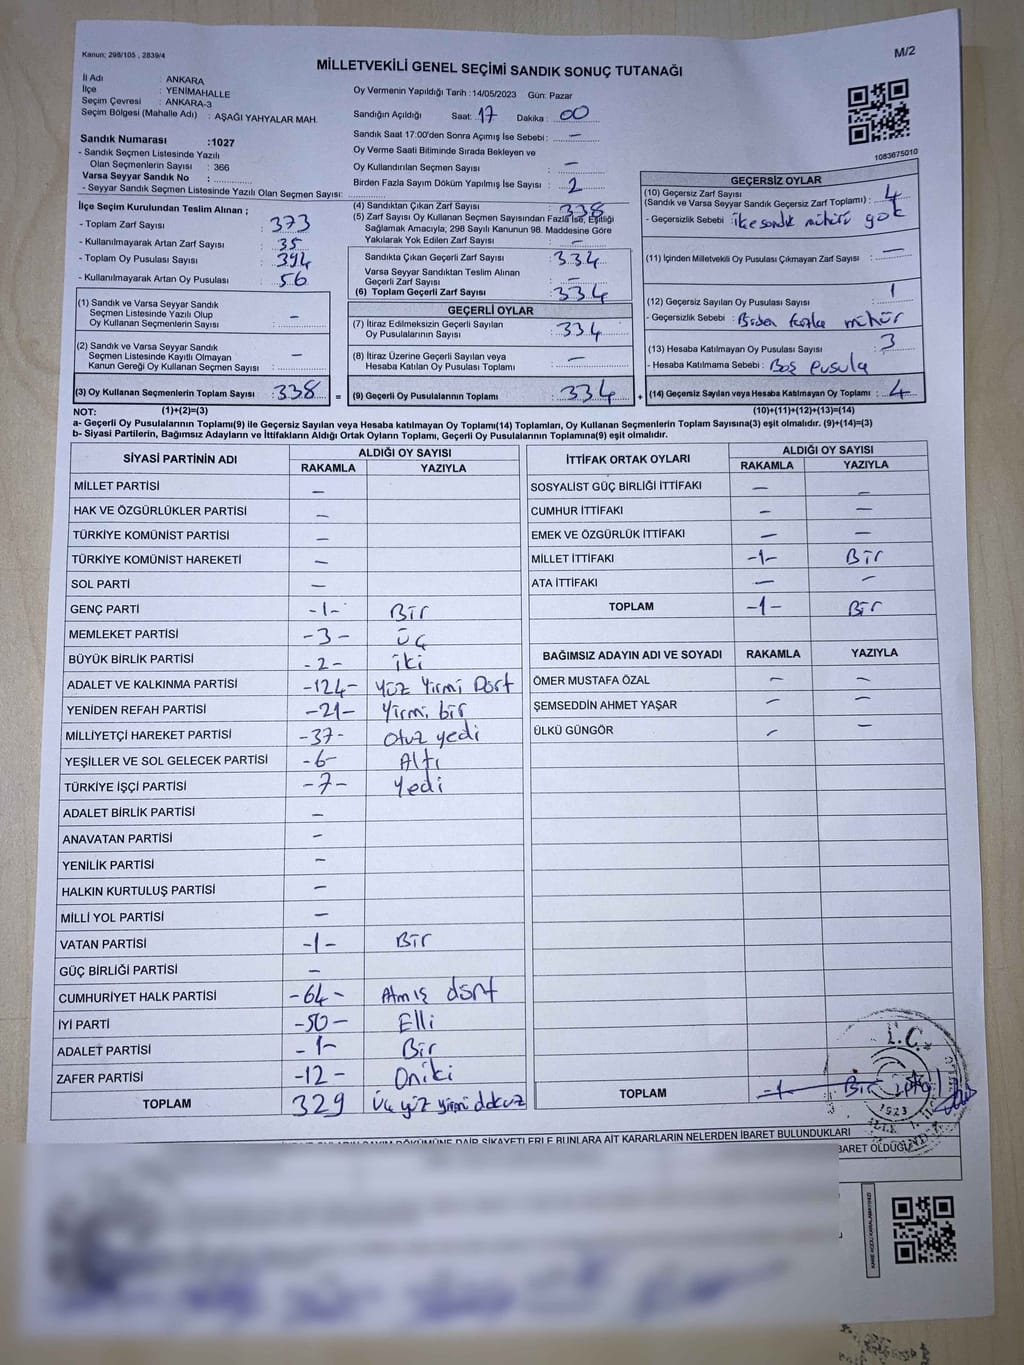 Kanun; 298/105 , 2839/4
M/2
MİLLETVEKİLİ GENEL SEÇİMİ SANDIK SONUÇ TUTANAĞI
İl Adı : ANKARA
İlçe : YENİMAHALLE
Seçim Çevresi : ANKARA-3
Seçim Bölgesi (Mahalle Adı) : AŞAĞI YAHYALAR MAH.
Sandık Numarası :1027
- Sandık Seçmen Listesinde Yazılı
Olan Seçmenlerin Sayısı : 366
Varsa Seyyar Sandık No :
- Seyyar Sandık Seçmen Listesinde Yazılı Olan Seçmen Sayısı:
İlçe Seçim Kurulundan Teslim Alınan ;
- Toplam Zarf Sayısı : 373
- Kullanılmayarak Artan Zarf Sayısı : 35
- Toplam Oy Pusulası Sayısı : 394
- Kullanılmayarak Artan Oy Pusulası : 56
(1) Sandık ve Varsa Seyyar Sandık
Seçmen Listesinde Yazılı Olup
Oy Kullanan Seçmenlerin Sayısı : –
(2) Sandık ve Varsa Seyyar Sandık
Seçmen Listesinde Kayıtlı Olmayan
Kanun Gereği Oy Kullanan Seçmen Sayısı : –
(3) Oy Kullanan Seçmenlerin Toplam Sayısı : 338 =
Oy Vermenin Yapıldığı Tarih :14/05/2023 Gün: Pazar
Sandığın Açıldığı Saat: 17 Dakika : 00
Sandık Saat 17:00'den Sonra Açımış İse Sebebi : –
Oy Verme Saati Bitiminde Sırada Bekleyen ve
Oy Kullandırılan Seçmen Sayısı : –
Birden Fazla Sayım Döküm Yapılmış İse Sayısı : 2
(4) Sandıktan Çıkan Zarf Sayısı : 338
(5) Zarf Sayısı Oy Kullanan Seçmen Sayısından Fazla İse, Eşitliği
Sağlamak Amacıyla, 298 Sayılı Kanunun 98. Maddesine Göre
Yakılarak Yok Edilen Zarf Sayısı : –
Sandıkta Çıkan Geçerli Zarf Sayısı : 334
Varsa Seyyar Sandıktan Teslim Alınan
Geçerli Zarf Sayısı : –
(6) Toplam Geçerli Zarf Sayısı : 334
GEÇERLİ OYLAR
(7) İtiraz Edilmeksizin Geçerli Sayılan
Oy Pusulalarının Sayısı : 334
(8) İtiraz Üzerine Geçerli Sayılan veya
Hesaba Katılan Oy Pusulası Toplamı : –
(9) Geçerli Oy Pusulalarının Toplamı : 334 +
1083675010
GEÇERSİZ OYLAR
(10) Geçersiz Zarf Sayısı
(Sandık ve Varsa Seyyar Sandık Geçersiz Zarf Toplamı) : 4
- Geçersizlik Sebebi : ilçesandık mühürü yok
(11) İçinden Milletvekili Oy Pusulası Çıkmayan Zarf Sayısı : –
(12) Geçersiz Sayılan Oy Pusulası Sayısı : 1
- Geçersizlik Sebebi : Birden fazla mühür
(13) Hesaba Katılmayan Oy Pusulası Sayısı : 3
- Hesaba Katılmama Sebebi : Boş pusula
(14) Geçersiz Sayılan veya Hesaba Katılmayan Oy Toplamı : 4
NOT: (1)+(2)=(3) (10)+(11)+(12)+(13)=(14)
a- Geçerli Oy Pusulalarının Toplamı(9) ile Geçersiz Sayılan veya Hesaba Katılmayan Oy Toplamı(14) Toplamları, Oy Kullanan Seçmenlerin Toplam Sayısına(3) eşit olmalıdır. (9)+(14)=(3)
b- Siyasi Partilerin, Bağımsız Adayların ve İttifakların Aldığı Ortak Oyların Toplamı, Geçerli Oy Pusulalarının Toplamına(9) eşit olmalıdır.
SİYASİ PARTİNİN ADI ALDIĞI OY SAYISI
RAKAMLA YAZIYLA
MİLLET PARTİSİ –
HAK VE ÖZGÜRLÜKLER PARTİSİ –
TÜRKİYE KOMÜNİST PARTİSİ –
TÜRKİYE KOMÜNİST HAREKETİ –
SOL PARTİ –
GENÇ PARTİ -1- Bir
MEMLEKET PARTİSİ -3- üç
BÜYÜK BİRLİK PARTİSİ -2- iki
ADALET VE KALKINMA PARTİSİ -124- Yüz Yirmi Dört
YENİDEN REFAH PARTİSİ -21- Yirmi bir
MİLLİYETÇİ HAREKET PARTİSİ -37- otuz yedi
YEŞİLLER VE SOL GELECEK PARTİSİ -6- Altı
TÜRKİYE İŞÇİ PARTİSİ -7- Yedi
ADALET BİRLİK PARTİSİ –
ANAVATAN PARTİSİ –
YENİLİK PARTİSİ –
HALKIN KURTULUŞ PARTİSİ –
MİLLİ YOL PARTİSİ –
VATAN PARTİSİ -1- Bir
GÜÇ BİRLİĞİ PARTİSİ –
CUMHURİYET HALK PARTİSİ -64- Atmış dört
İYİ PARTİ -50- Elli
ADALET PARTİSİ -1- Bir
ZAFER PARTİSİ -12- Oniki
TOPLAM 329 üç yüz yirmi dokuz
İTTİFAK ORTAK OYLARI ALDIĞI OY SAYISI
RAKAMLA YAZIYLA
SOSYALİST GÜÇ BİRLİĞİ İTTİFAKI – –
CUMHUR İTTİFAKI – –
EMEK VE ÖZGÜRLÜK İTTİFAKI – –
MİLLET İTTİFAKI -1- Bir
ATA İTTİFAKI – –
TOPLAM -1- Bir
BAĞIMSIZ ADAYIN ADI VE SOYADI RAKAMLA YAZIYLA
ÖMER MUSTAFA ÖZAL – –
ŞEMSEDDİN AHMET YAŞAR – –
ÜLKÜ GÜNGÖR – –
TOPLAM -1 Bir iptal
T.C.
1923
DÖKÜMÜNE DAİR ŞİKAYETLERLE BUNLARA AİT KARARLARIN NELERDEN İBARET BULUNDUKLARI